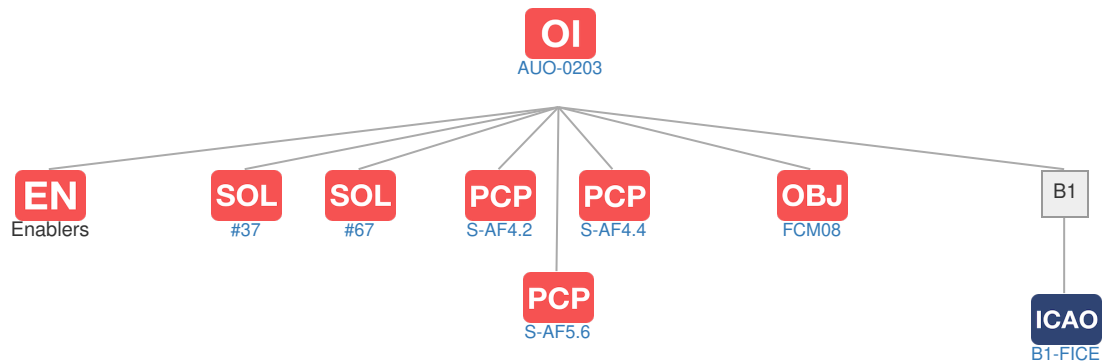 OI
AUO-0203
EN
Enablers
SOL
#37
SOL
#67
PCP
S-AF4.2
PCP
S-AF4.4
OBJ
FCM08
B1
PCP
S-AF5.6
ICAO
B1-FICE